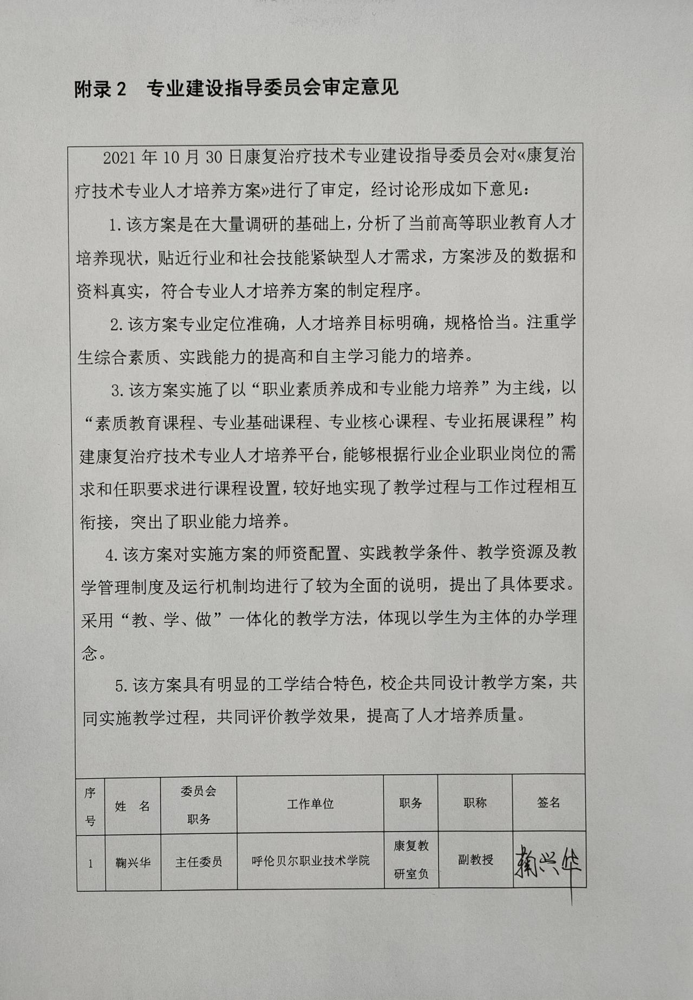 附录2 专业建设指导委员会审定意见
2021年10月30日康复治疗技术专业建设指导委员会对《康复治
疗技术专业人才培养方案》进行了审定，经讨论形成如下意见：
1.该方案是在大量调研的基础上，分析了当前高等职业教育人才
培养现状，贴近行业和社会技能紧缺型人才需求，方案涉及的数据和
资料真实，符合专业人才培养方案的制定程序。
2.该方案专业定位准确，人才培养目标明确，规格恰当。注重学
生综合素质、实践能力的提高和自主学习能力的培养。
3.该方案实施了以“职业素质养成和专业能力培养”为主线，以
“素质教育课程、专业基础课程、专业核心课程、专业拓展课程”构
建康复治疗技术专业人才培养平台，能够根据行业企业职业岗位的需
求和任职要求进行课程设置，较好地实现了教学过程与工作过程相互
衔接，突出了职业能力培养。
4.该方案对实施方案的师资配置、实践教学条件、教学资源及教
学管理制度及运行机制均进行了较为全面的说明，提出了具体要求。
采用“教、学、做”一体化的教学方法，体现以学生为主体的办学理
念。
5.该方案具有明显的工学结合特色，校企共同设计教学方案，共
同实施教学过程，共同评价教学效果，提高了人才培养质量。
序号 姓 名 委员会职务 工作单位 职务 职称 签名
1 鞠兴华 主任委员 呼伦贝尔职业技术学院 康复教研室负 副教授 鞠兴华